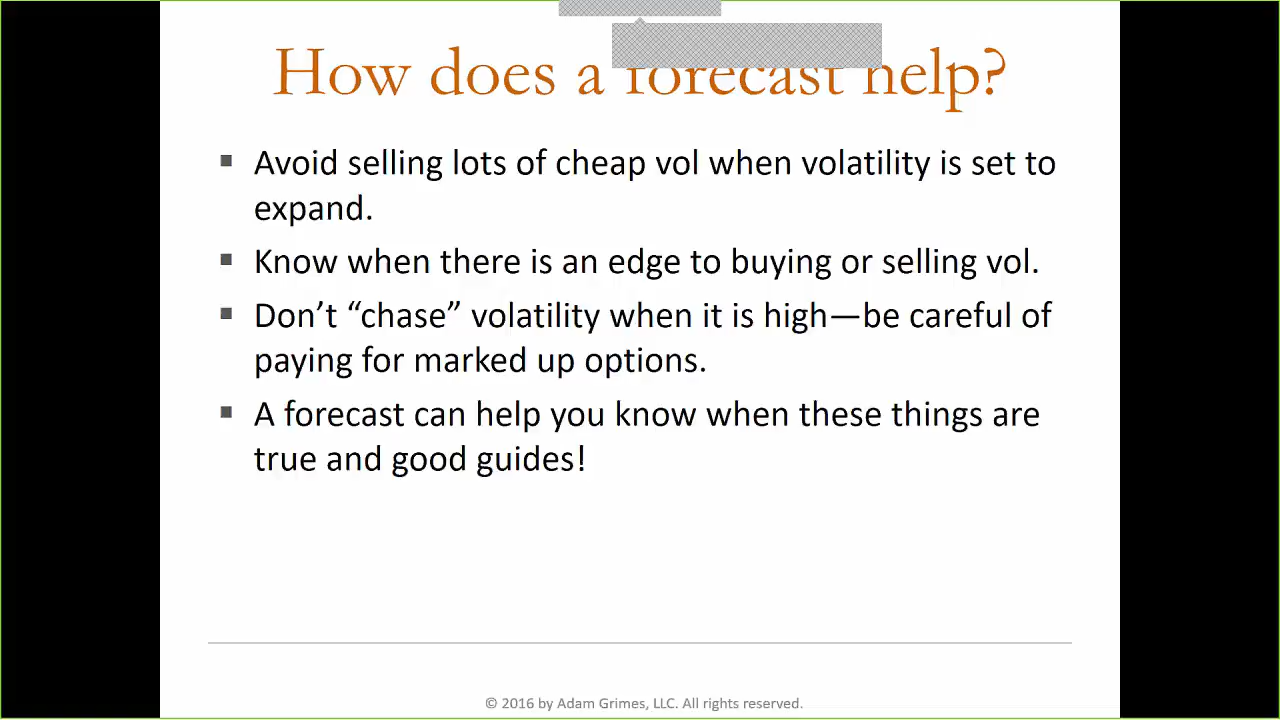 How does a forecast help?
▪ Avoid selling lots of cheap vol when volatility is set to
expand.
▪ Know when there is an edge to buying or selling vol.
▪ Don’t “chase” volatility when it is high—be careful of
paying for marked up options.
▪ A forecast can help you know when these things are
true and good guides!
© 2016 by Adam Grimes, LLC. All rights reserved.